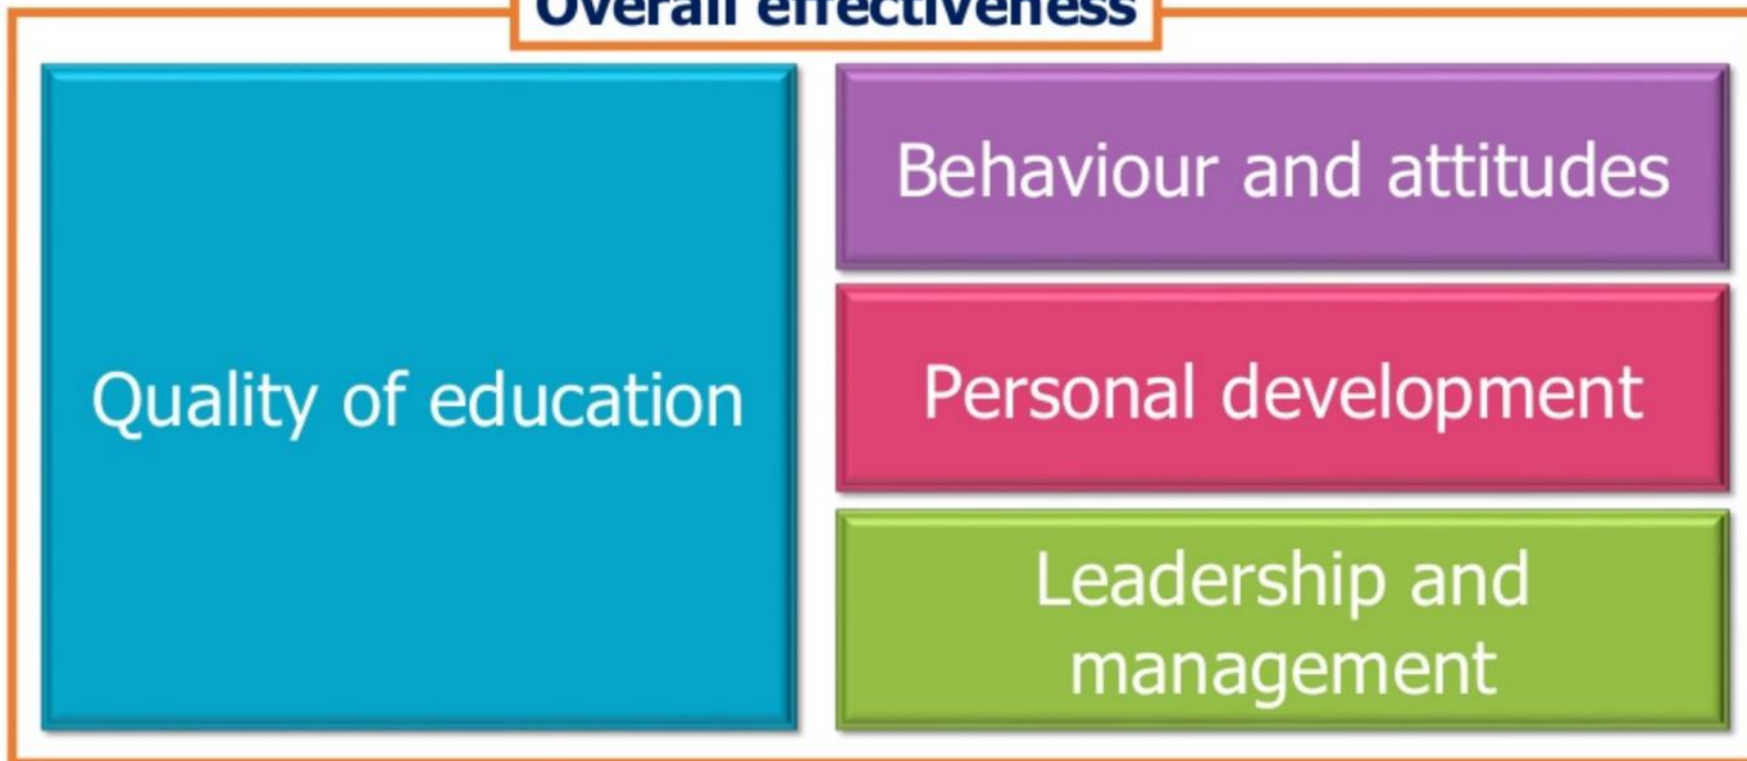 Overall effectiveness
Quality of education
Behaviour and attitudes
Personal development
Leadership and
management